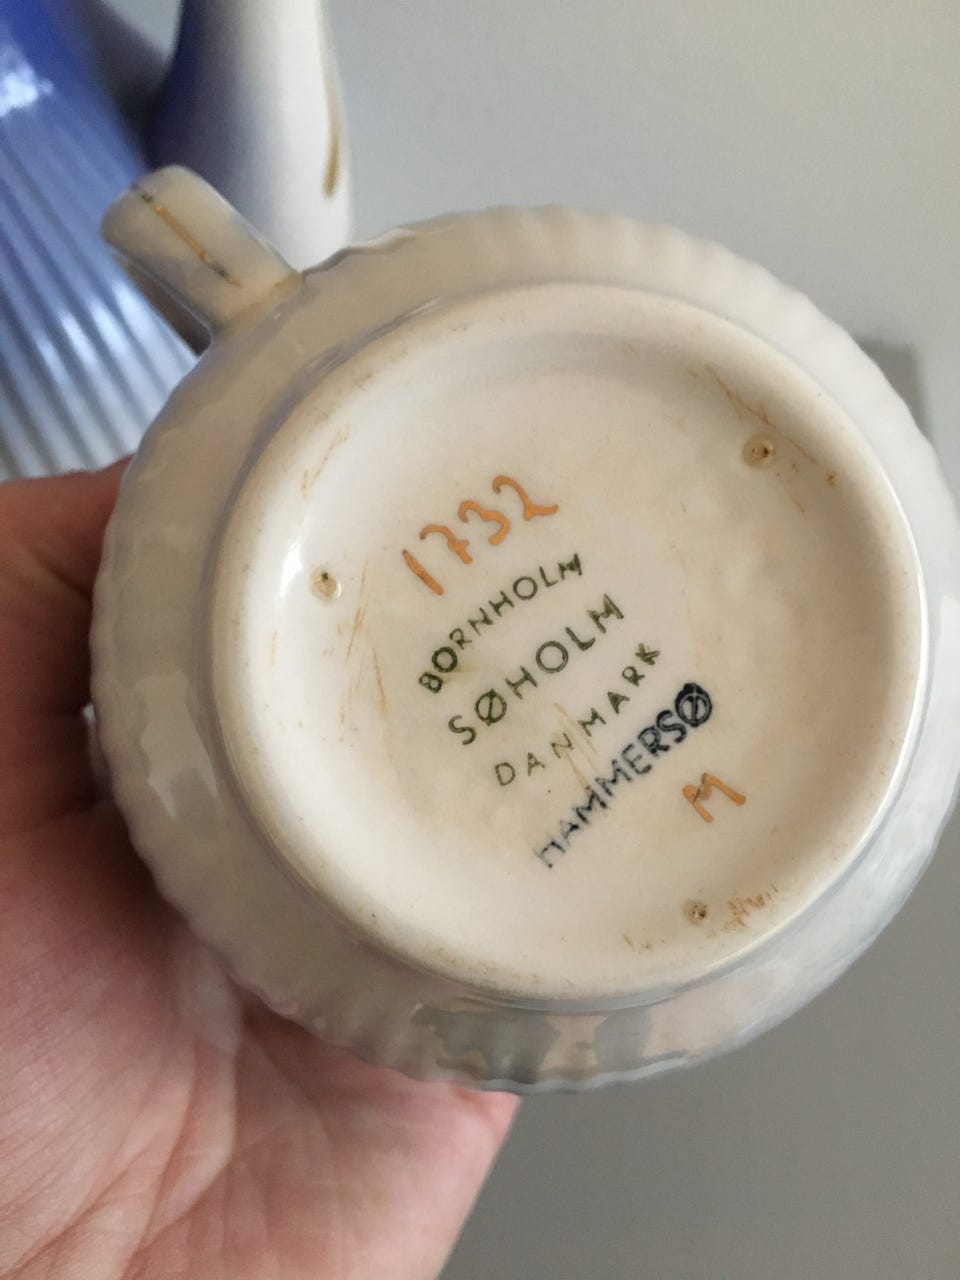 1732
BORNHOLM
SØHOLM
DANMARK
HAMMERSØ
M